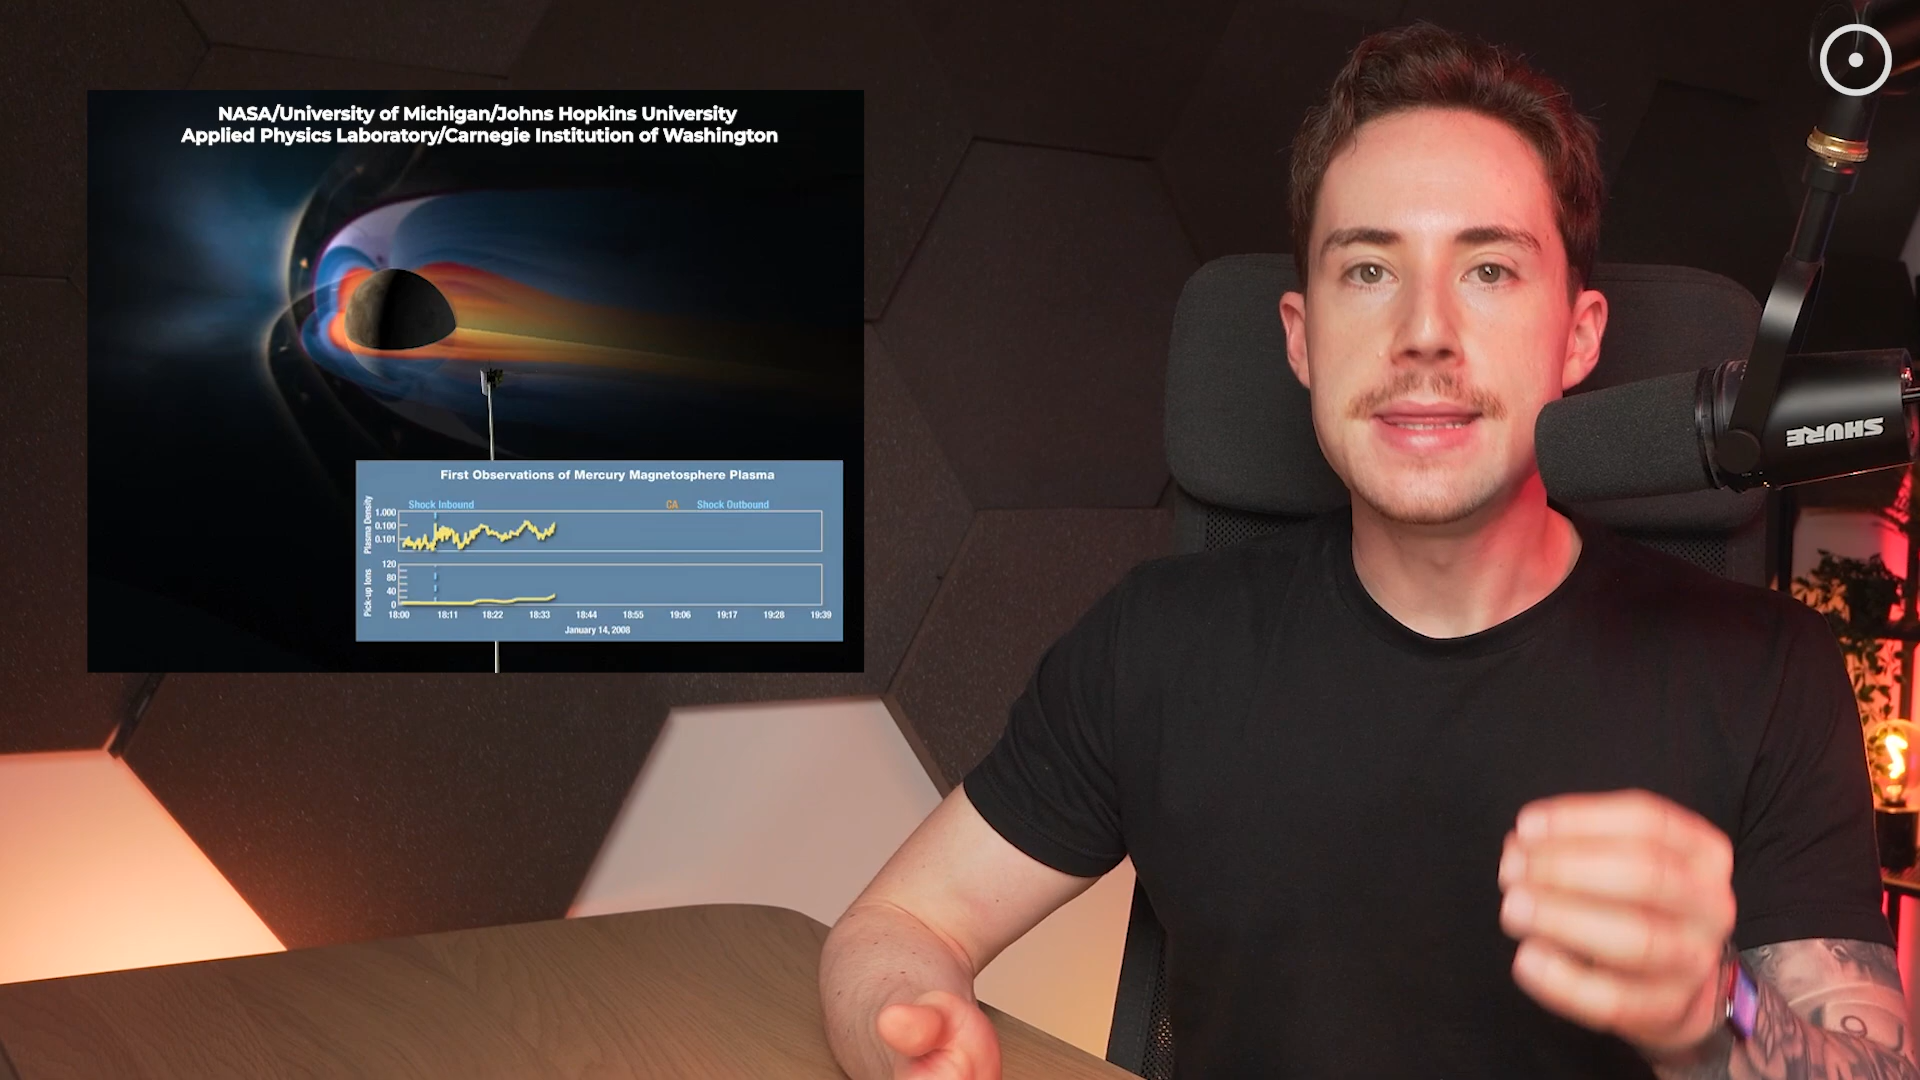 NASA/University of Michigan/Johns Hopkins University
Applied Physics Laboratory/Carnegie Institution of Washington
First Observations of Mercury Magnetosphere Plasma
Shock Inbound CA Shock Outbound
Plasma Density
1.000
0.100
0.101
Pick-up Ions
120
80
40
0
18:00 18:11 18:22 18:33 18:44 18:55 19:06 19:17 19:28 19:39
January 14, 2008
SHURE